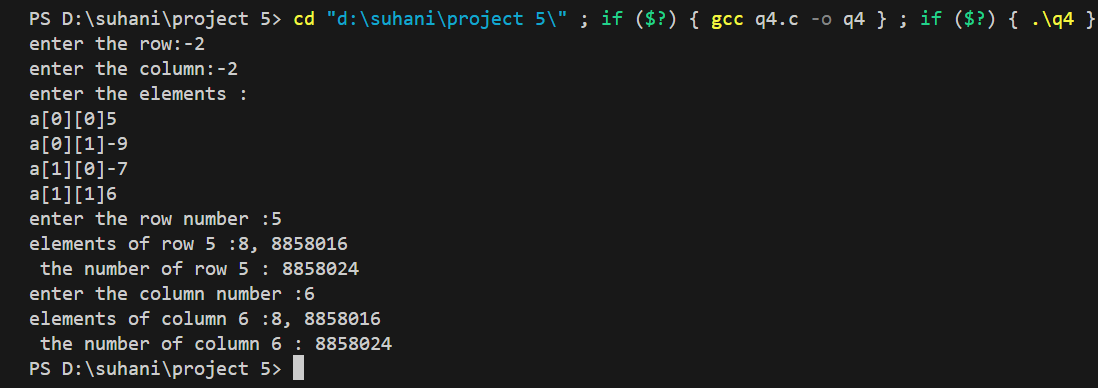 PS D:\suhani\project 5> cd "d:\suhani\project 5\" ; if ($?) { gcc q4.c -o q4 } ; if ($?) { .\q4 }
enter the row:-2
enter the column:-2
enter the elements :
a[0][0]5
a[0][1]-9
a[1][0]-7
a[1][1]6
enter the row number :5
elements of row 5 :8, 8858016
 the number of row 5 : 8858024
enter the column number :6
elements of column 6 :8, 8858016
 the number of column 6 : 8858024
PS D:\suhani\project 5>